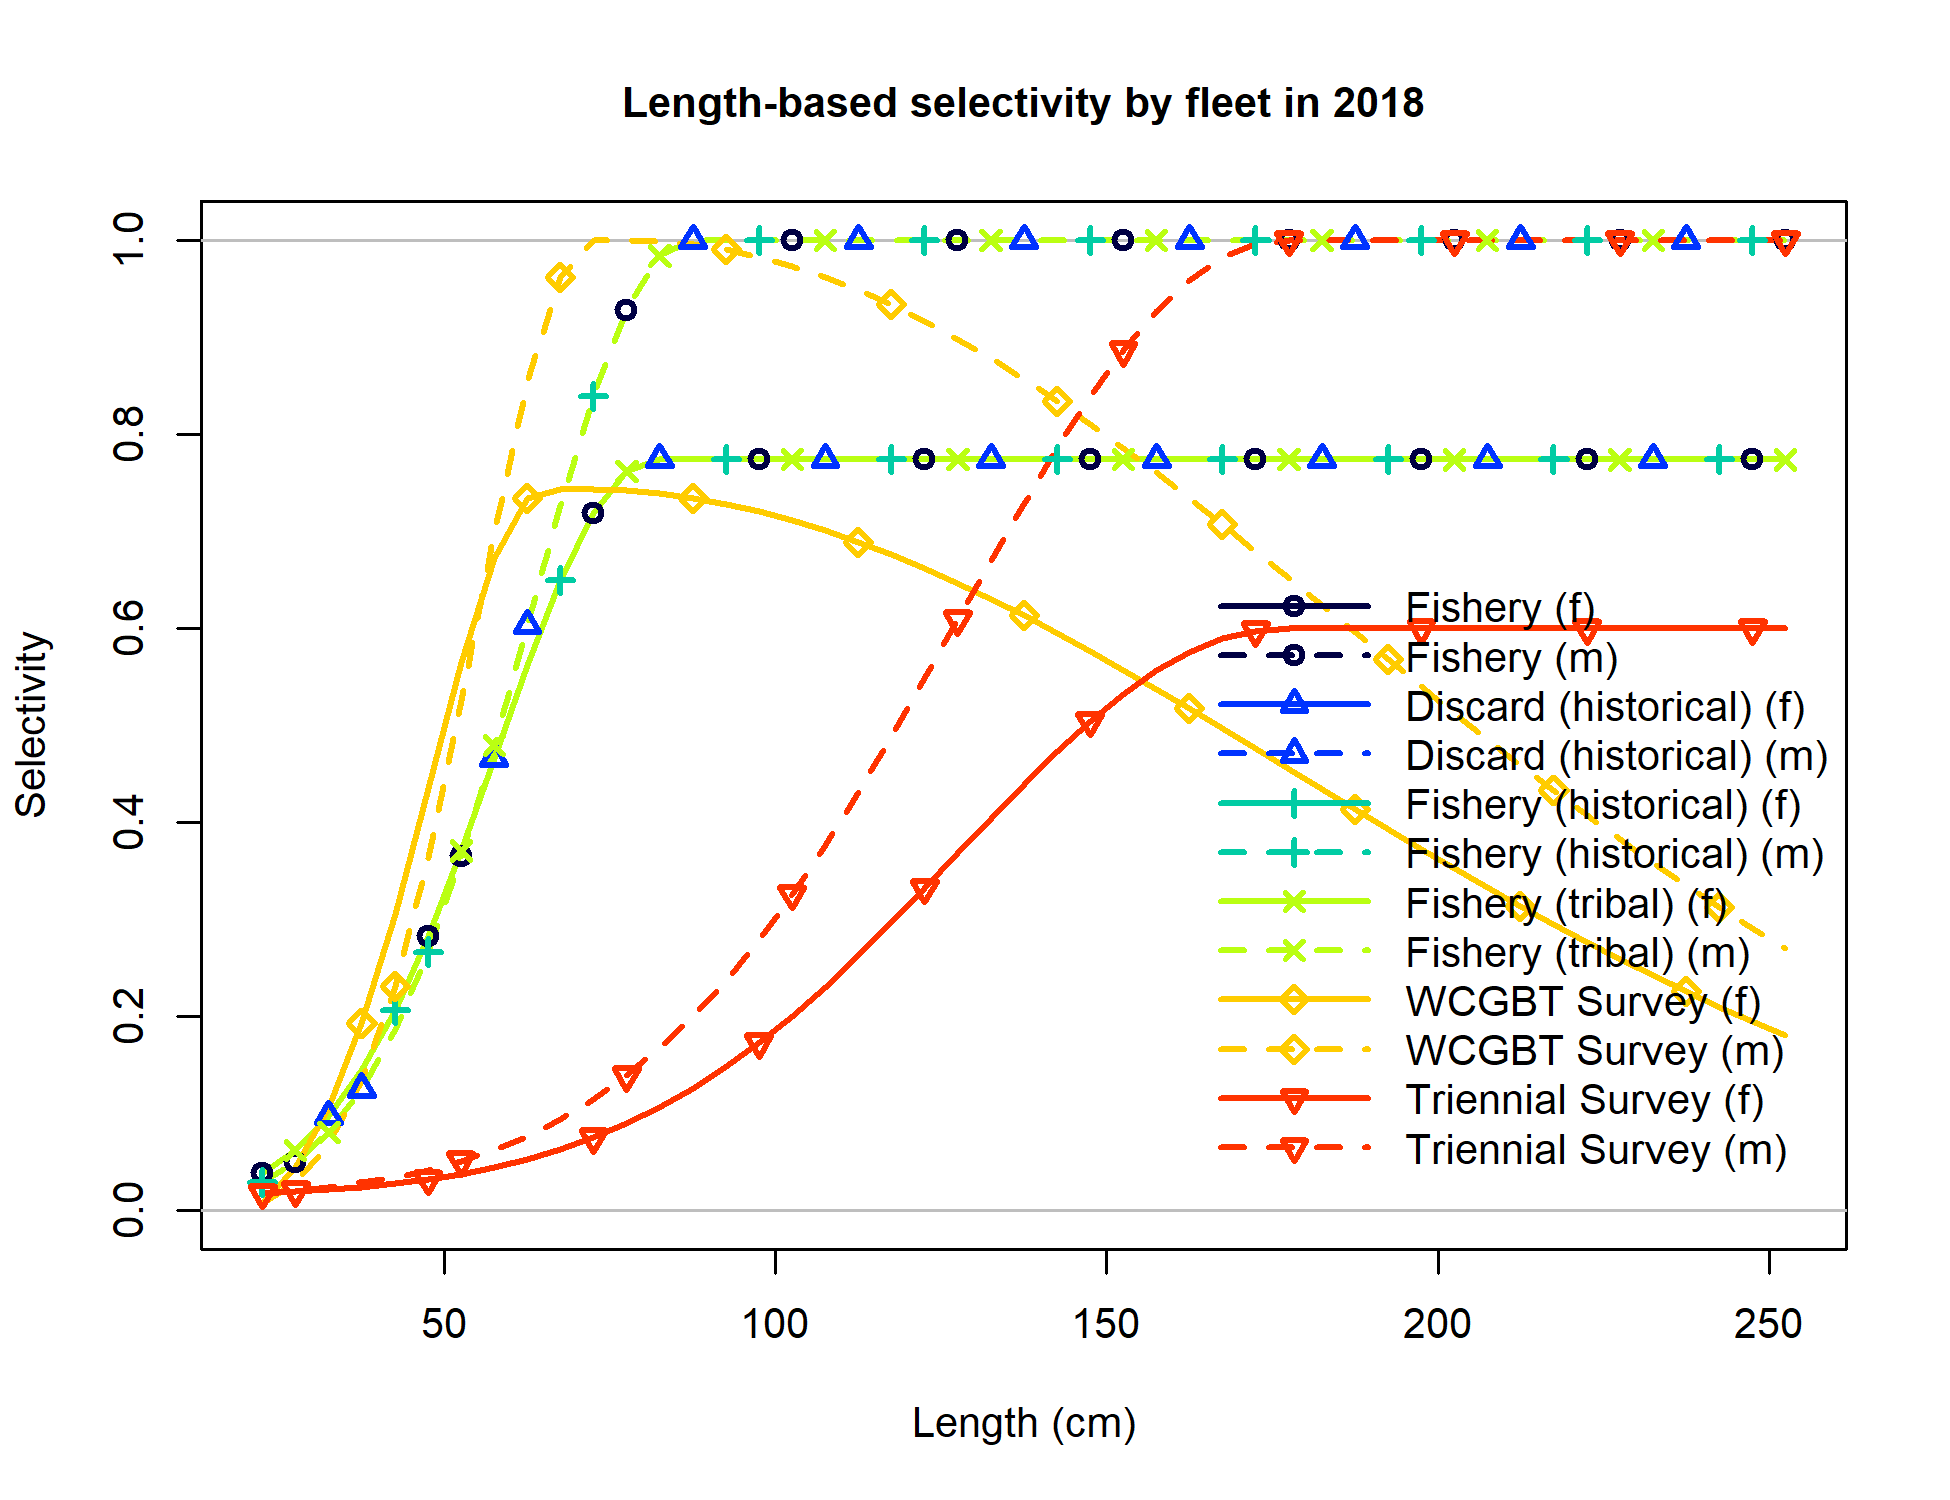 Length-based selectivity by fleet in 2018
Selectivity
1.0
0.8
0.6
0.4
0.2
0.0
Fishery (f)
Fishery (m)
Discard (historical) (f)
Discard (historical) (m)
Fishery (historical) (f)
Fishery (historical) (m)
Fishery (tribal) (f)
Fishery (tribal) (m)
WCGBT Survey (f)
WCGBT Survey (m)
Triennial Survey (f)
Triennial Survey (m)
50 100 150 200 250
Length (cm)